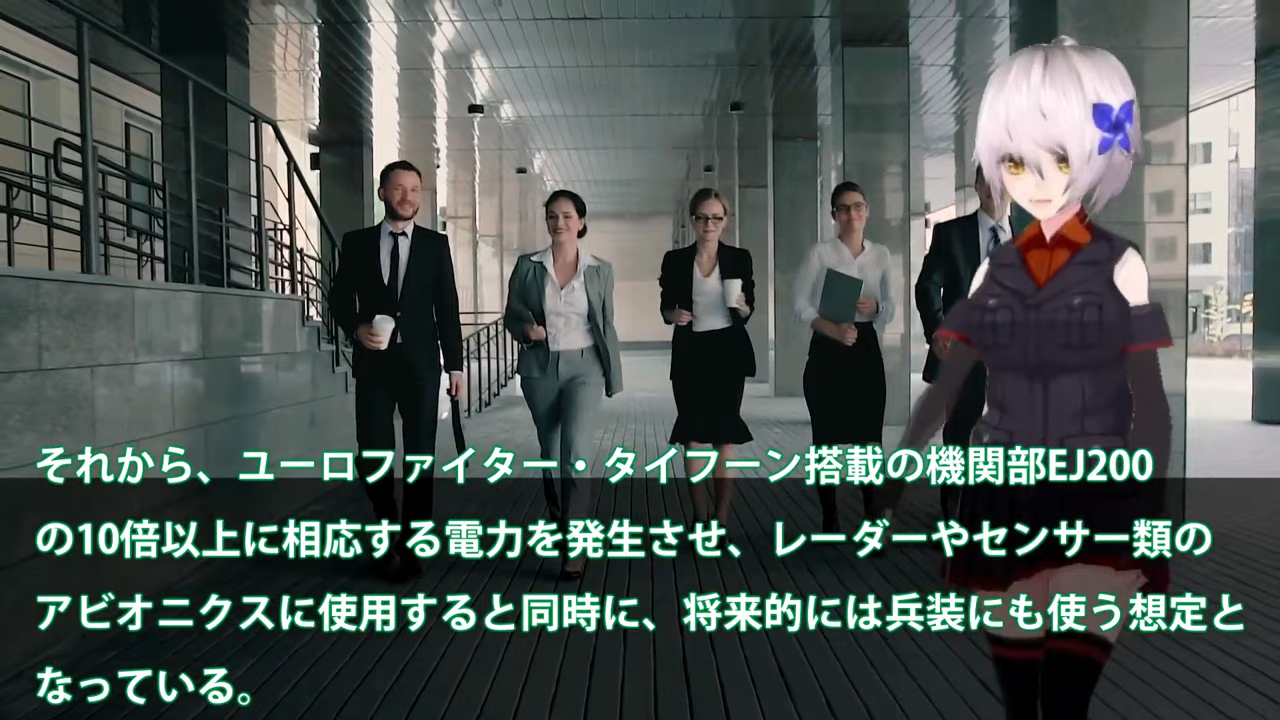 それから、ユーロファイター・タイフーン搭載の機関部EJ200
の10倍以上に相応する電力を発生させ、レーダーやセンサー類の
アビオニクスに使用すると同時に、将来的には兵装にも使う想定と
なっている。